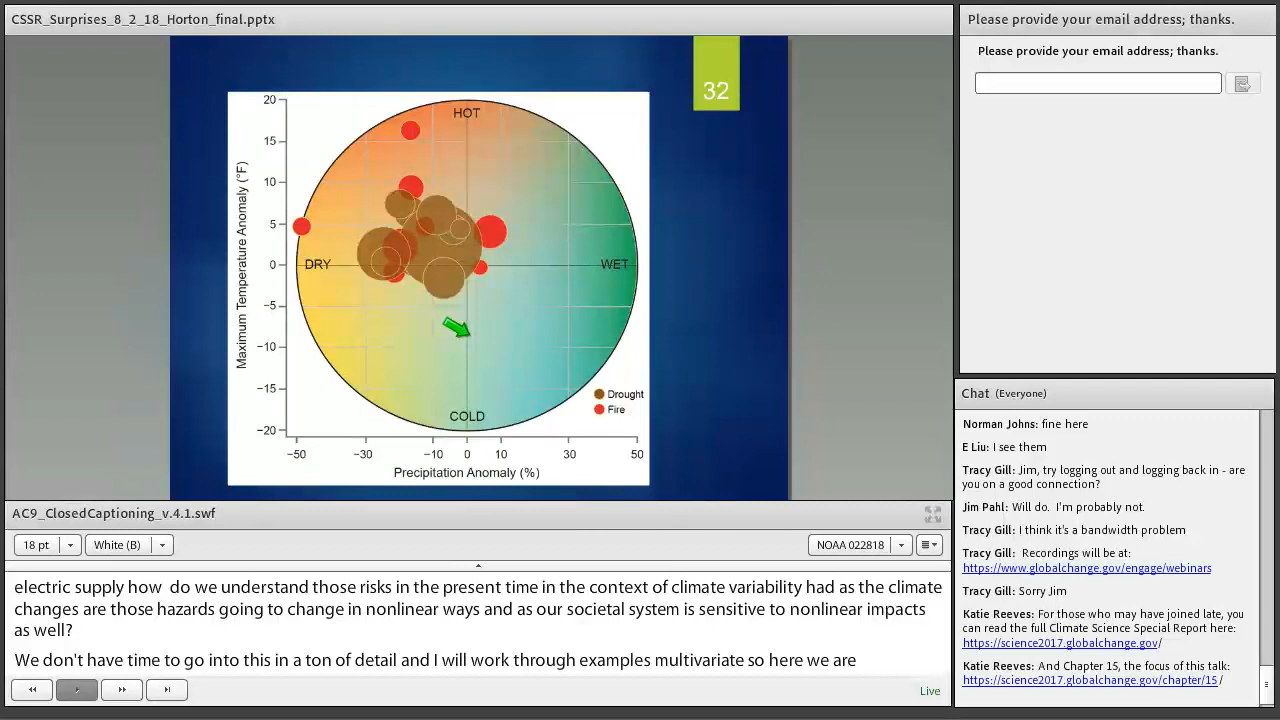 CSSR_Surprises_8_2_18_Horton_final.pptx
32
HOT
DRY
WET
COLD
20
15
10
5
0
−5
−10
−15
−20
Maximum Temperature Anomaly (°F)
−50 −30 −10 0 10 30 50
Precipitation Anomaly (%)
Drought
Fire
AC9_ClosedCaptioning_v.4.1.swf
18 pt White (B) NOAA 022818
electric supply how do we understand those risks in the present time in the context of climate variability had as the climate
changes are those hazards going to change in nonlinear ways and as our societal system is sensitive to nonlinear impacts
as well?
We don't have time to go into this in a ton of detail and I will work through examples multivariate so here we are
Live
Please provide your email address; thanks.
Please provide your email address; thanks.
Chat (Everyone)
Norman Johns: fine here
E Liu: I see them
Tracy Gill: Jim, try logging out and logging back in - are
you on a good connection?
Jim Pahl: Will do. I'm probably not.
Tracy Gill: I think it's a bandwidth problem
Tracy Gill: Recordings will be at:
https://www.globalchange.gov/engage/webinars
Tracy Gill: Sorry Jim
Katie Reeves: For those who may have joined late, you
can read the full Climate Science Special Report here:
https://science2017.globalchange.gov/
Katie Reeves: And Chapter 15, the focus of this talk:
https://science2017.globalchange.gov/chapter/15/